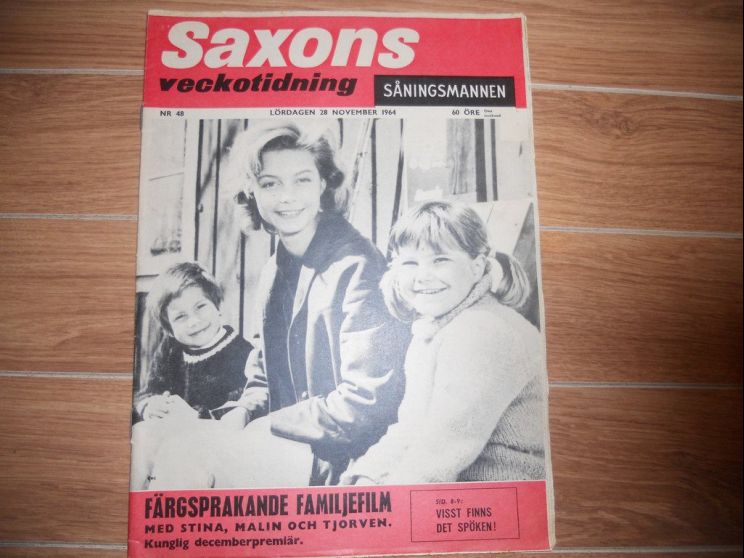 Saxons
veckotidning
SÅNINGSMANNEN
NR 48 LÖRDAGEN 28 NOVEMBER 1964 60 ÖRE
FÄRGSPRAKANDE FAMILJEFILM
MED STINA, MALIN OCH TJORVEN.
Kunglig decemberpremiär.
SID. 8-9:
VISST FINNS
DET SPÖKEN!